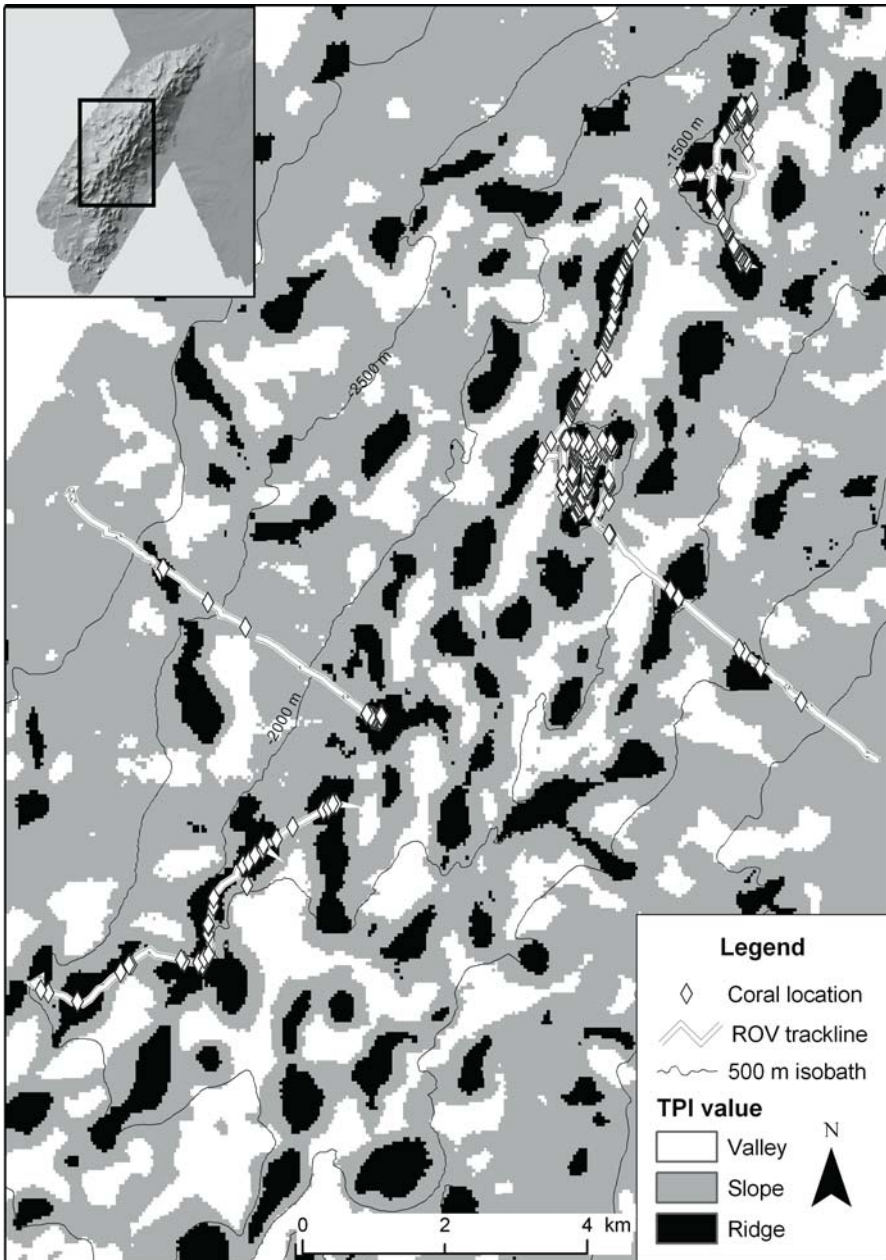 -1500 m
-2500 m
-2000 m
Legend
Coral location
ROV trackline
500 m isobath
TPI value
Valley
Slope
Ridge
N
0 2 4 km